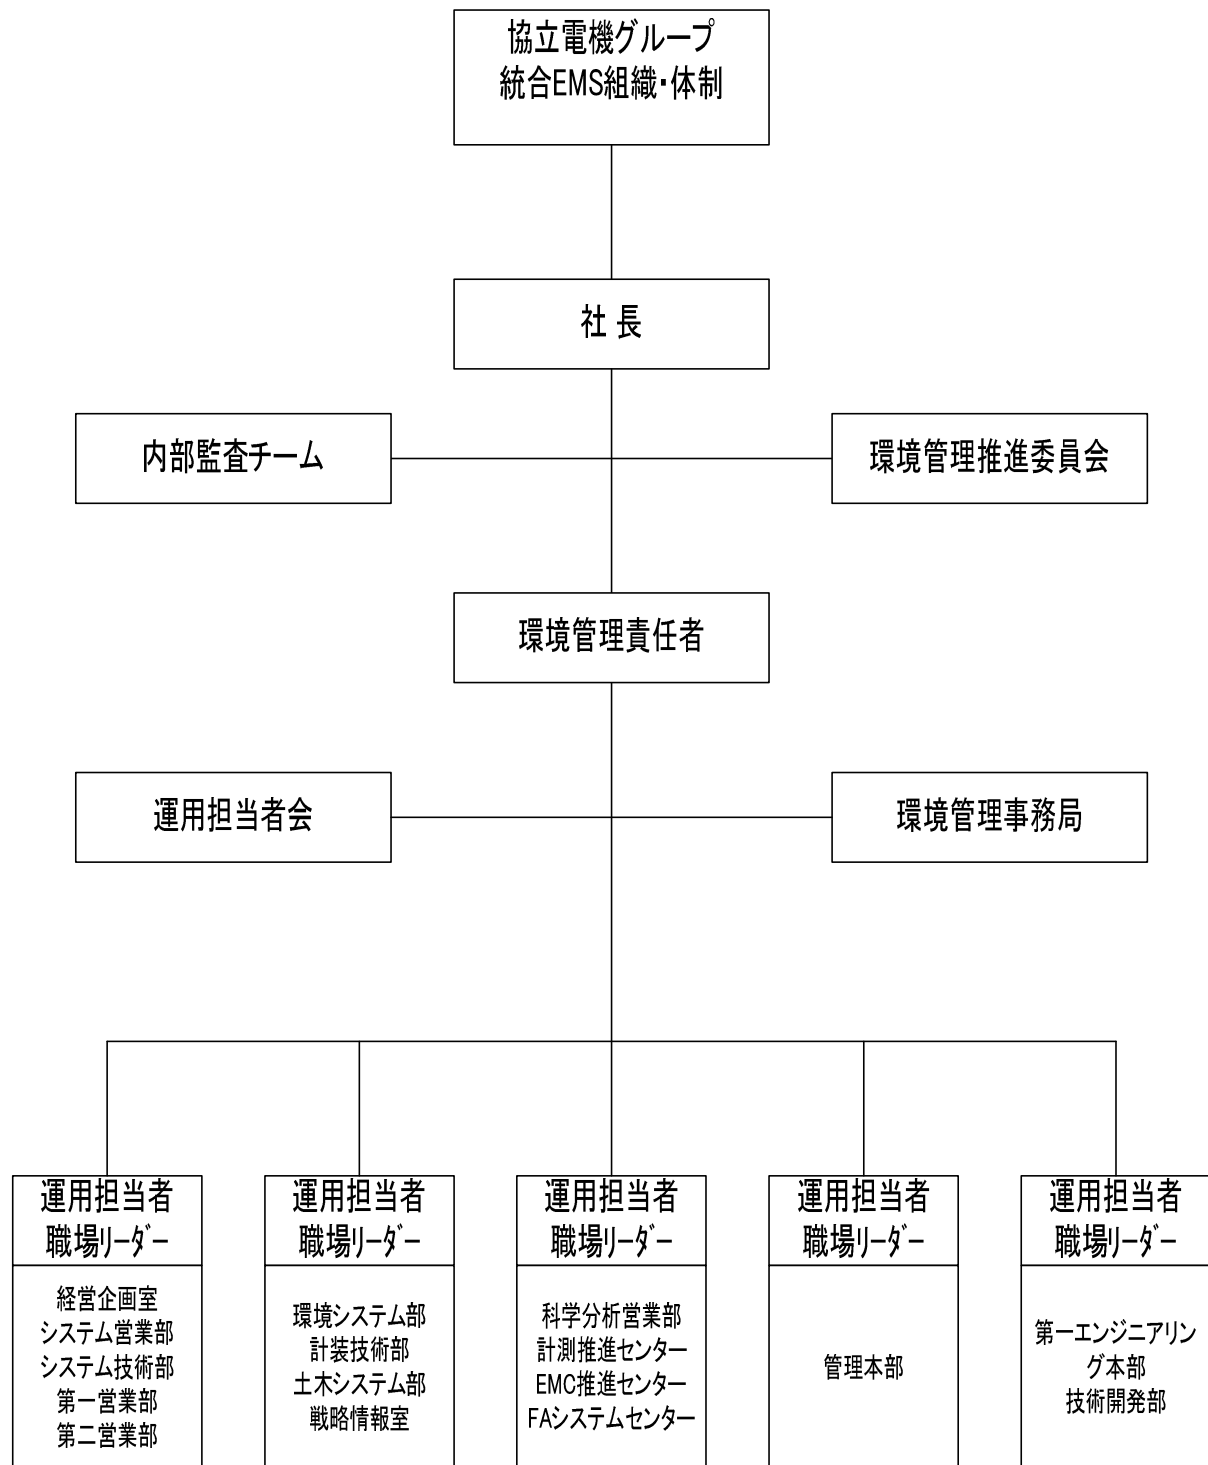 協立電機グループ
統合EMS組織・体制
社 長
内部監査チーム
環境管理推進委員会
環境管理責任者
運用担当者会
環境管理事務局
運用担当者
職場リーダー
経営企画室
システム営業部
システム技術部
第一営業部
第二営業部
運用担当者
職場リーダー
環境システム部
計装技術部
土木システム部
戦略情報室
運用担当者
職場リーダー
科学分析営業部
計測推進センター
EMC推進センター
FAシステムセンター
運用担当者
職場リーダー
管理本部
運用担当者
職場リーダー
第一エンジニアリン
グ本部
技術開発部